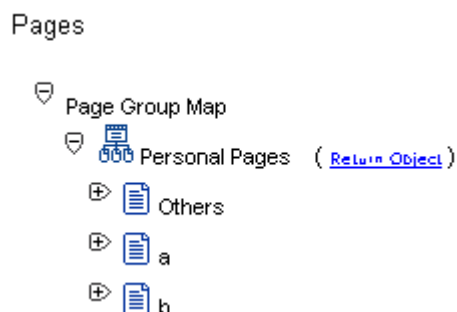 Pages
Page Group Map
Personal Pages ( Return Object )
Others
a
b